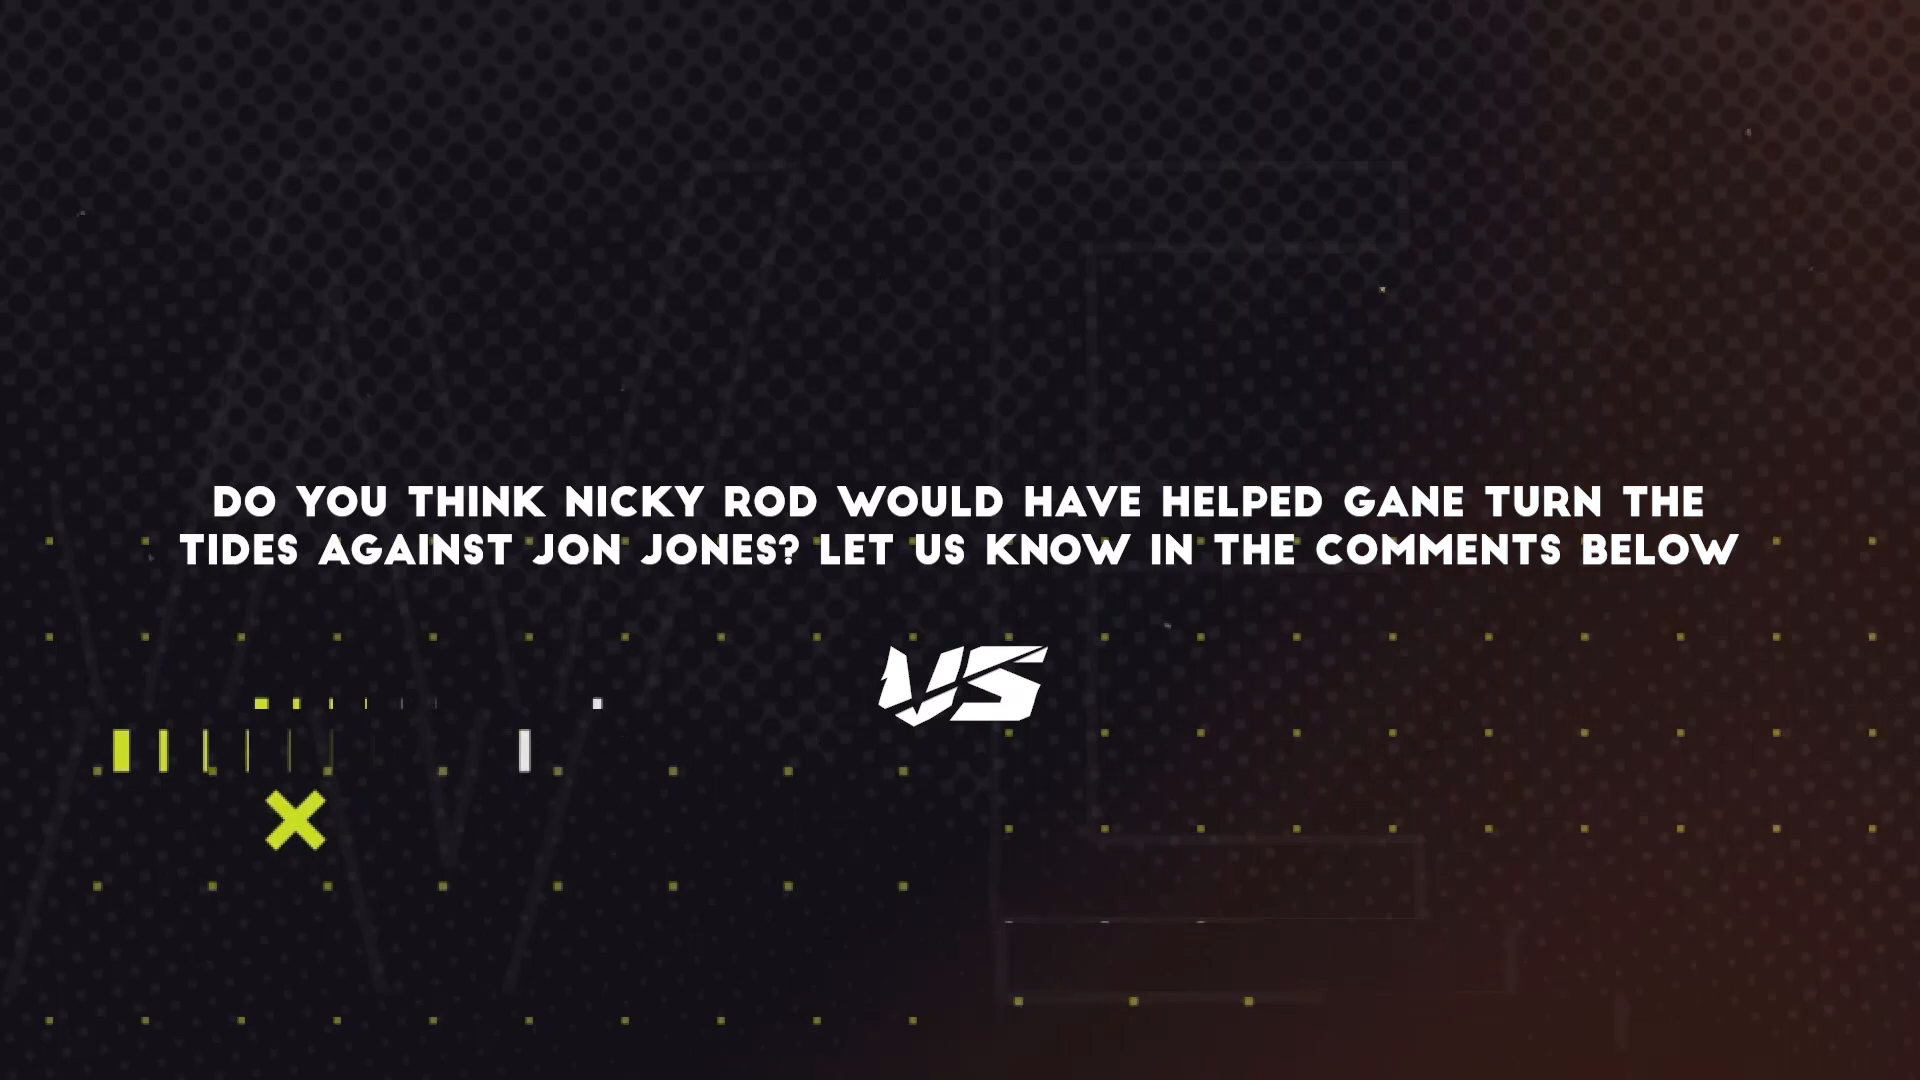 DO YOU THINK NICKY ROD WOULD HAVE HELPED GANE TURN THE
TIDES AGAINST JON JONES? LET US KNOW IN THE COMMENTS BELOW
VS